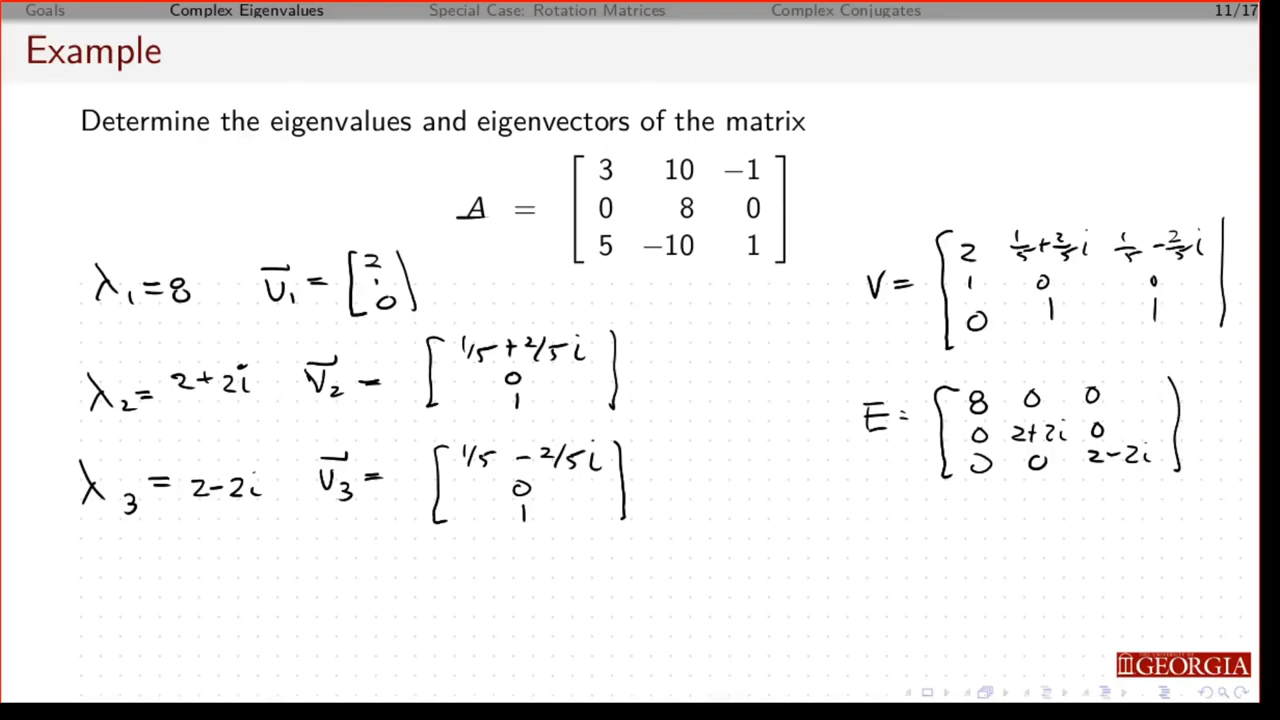 Goals Complex Eigenvalues Special Case: Rotation Matrices Complex Conjugates 11/17
Example
Determine the eigenvalues and eigenvectors of the matrix
A = [ 3 10 −1
0 8 0
5 −10 1 ]
λ₁ = 8 v₁ = [ 2
1
0 ]
λ₂ = 2+2i v₂ = [ 1/5 + 2/5 i
0
1 ]
λ₃ = 2-2i v₃ = [ 1/5 - 2/5 i
0
1 ]
V = [ 2 1/5 + 2/5 i 1/5 - 2/5 i
1 0 0
0 1 1 ]
E = [ 8 0 0
0 2+2i 0
0 0 2-2i ]
GEORGIA